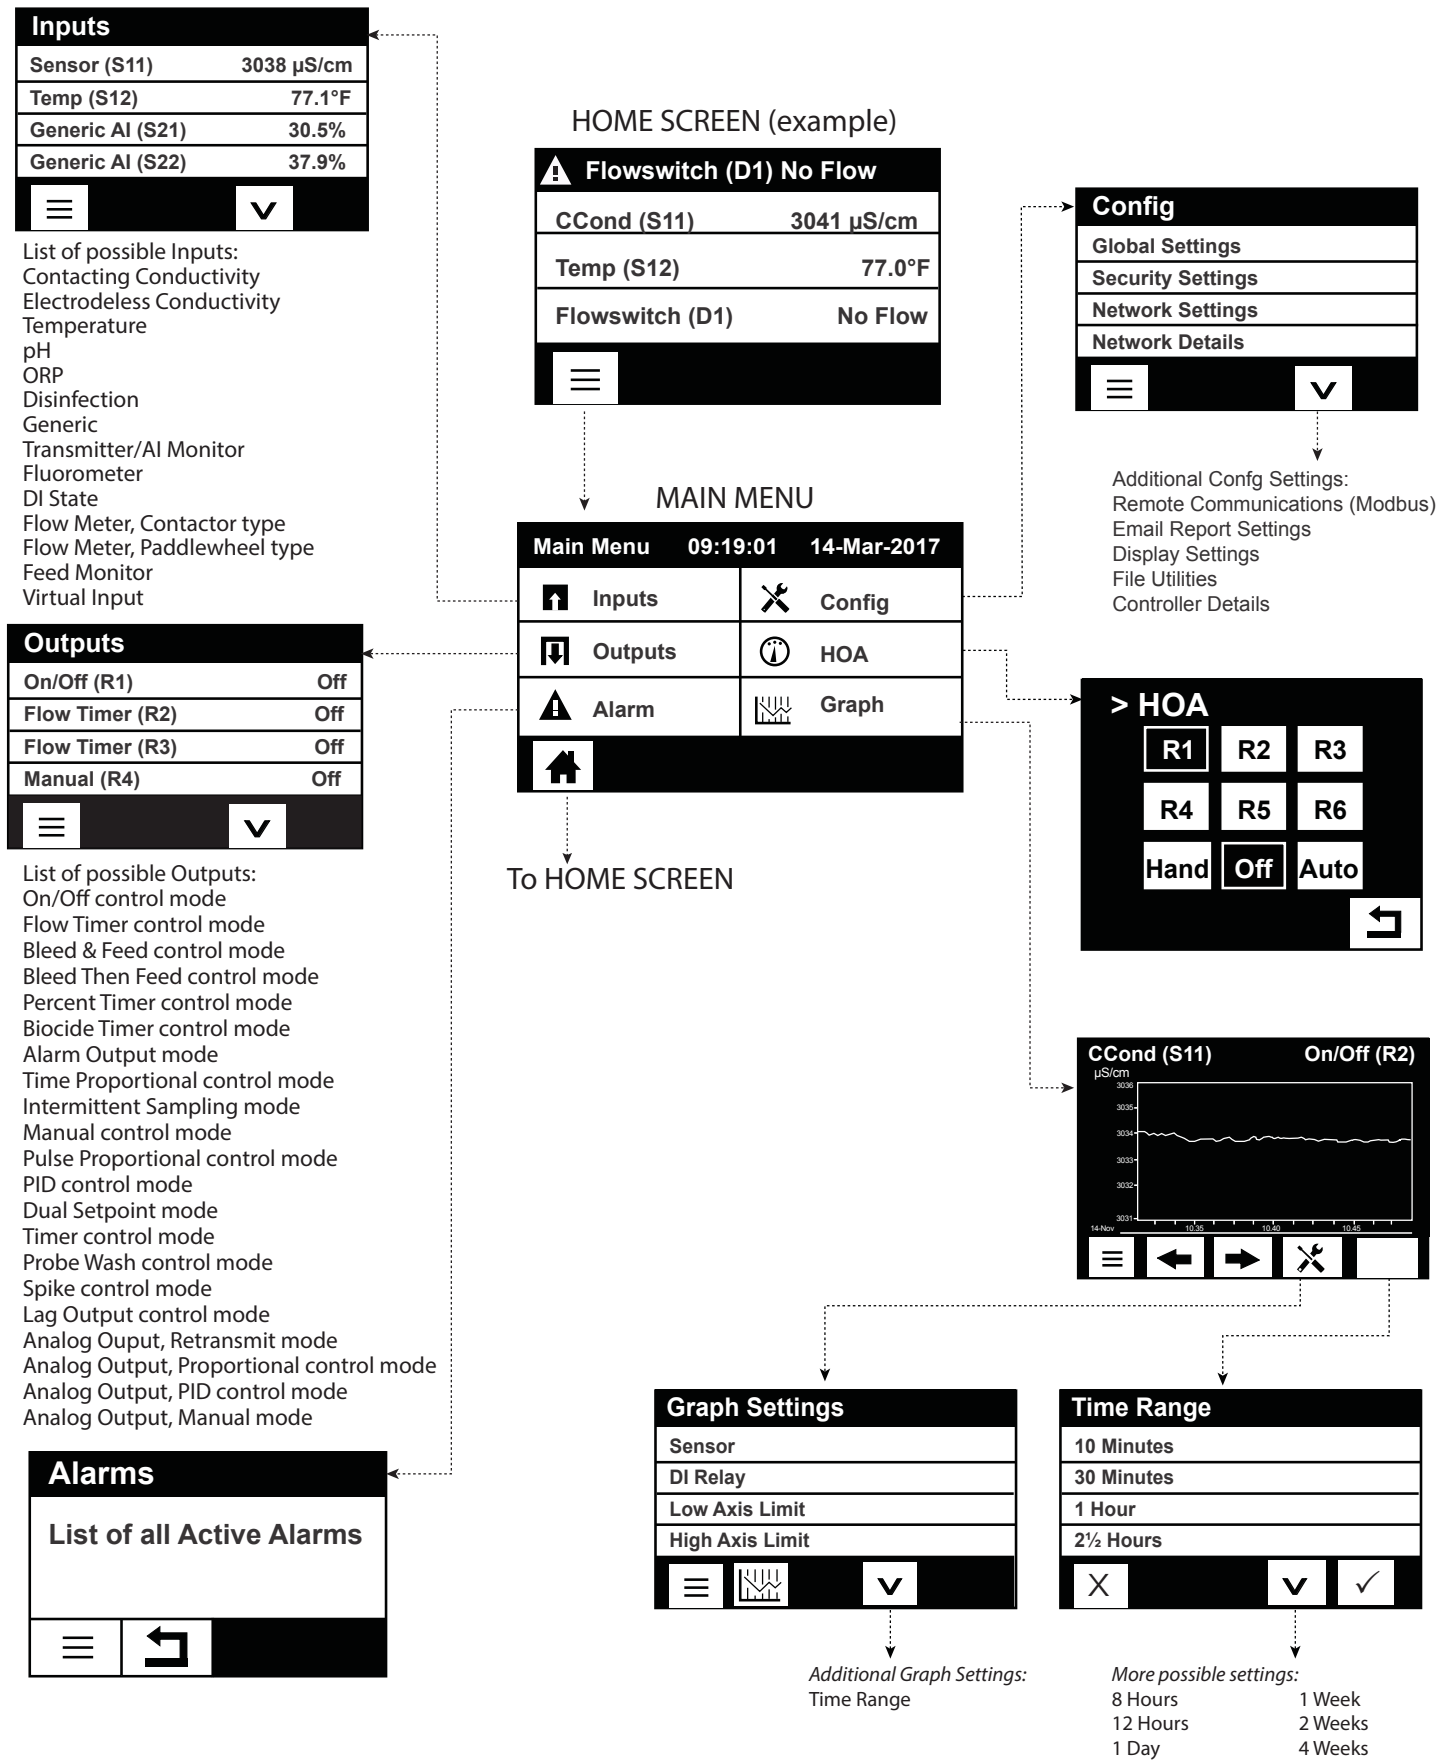 Inputs
Sensor (S11) 3038 µS/cm
Temp (S12) 77.1°F
Generic AI (S21) 30.5%
Generic AI (S22) 37.9%
List of possible Inputs:
Contacting Conductivity
Electrodeless Conductivity
Temperature
pH
ORP
Disinfection
Generic
Transmitter/AI Monitor
Fluorometer
DI State
Flow Meter, Contactor type
Flow Meter, Paddlewheel type
Feed Monitor
Virtual Input
HOME SCREEN (example)
Flowswitch (D1) No Flow
CCond (S11) 3041 µS/cm
Temp (S12) 77.0°F
Flowswitch (D1) No Flow
Config
Global Settings
Security Settings
Network Settings
Network Details
Additional Confg Settings:
Remote Communications (Modbus)
Email Report Settings
Display Settings
File Utilities
Controller Details
MAIN MENU
Main Menu 09:19:01 14-Mar-2017
Inputs Config
Outputs HOA
Alarm Graph
To HOME SCREEN
Outputs
On/Off (R1) Off
Flow Timer (R2) Off
Flow Timer (R3) Off
Manual (R4) Off
List of possible Outputs:
On/Off control mode
Flow Timer control mode
Bleed & Feed control mode
Bleed Then Feed control mode
Percent Timer control mode
Biocide Timer control mode
Alarm Output mode
Time Proportional control mode
Intermittent Sampling mode
Manual control mode
Pulse Proportional control mode
PID control mode
Dual Setpoint mode
Timer control mode
Probe Wash control mode
Spike control mode
Lag Output control mode
Analog Ouput, Retransmit mode
Analog Output, Proportional control mode
Analog Output, PID control mode
Analog Output, Manual mode
> HOA
R1 R2 R3
R4 R5 R6
Hand Off Auto
CCond (S11) On/Off (R2)
µS/cm
3036
3035
3034
3033
3032
3031
14-Nov 10.35 10.40 10.45
Alarms
List of all Active Alarms
Graph Settings
Sensor
DI Relay
Low Axis Limit
High Axis Limit
Additional Graph Settings:
Time Range
Time Range
10 Minutes
30 Minutes
1 Hour
2½ Hours
X
More possible settings:
8 Hours 1 Week
12 Hours 2 Weeks
1 Day 4 Weeks